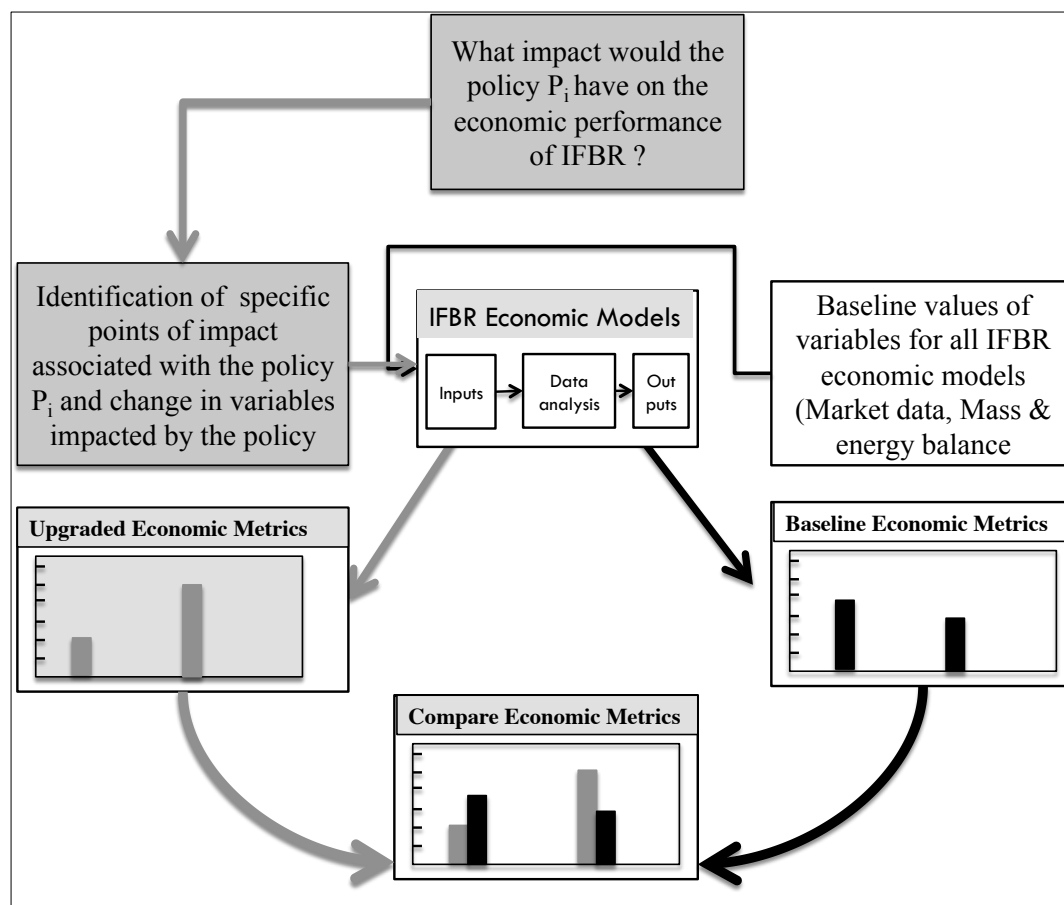 What impact would the
policy Pi have on the
economic performance
of IFBR ?
Identification of specific
points of impact
associated with the policy
Pi and change in variables
impacted by the policy
IFBR Economic Models
Inputs
Data
analysis
Out
puts
Baseline values of
variables for all IFBR
economic models
(Market data, Mass &
energy balance
Upgraded Economic Metrics
Baseline Economic Metrics
Compare Economic Metrics